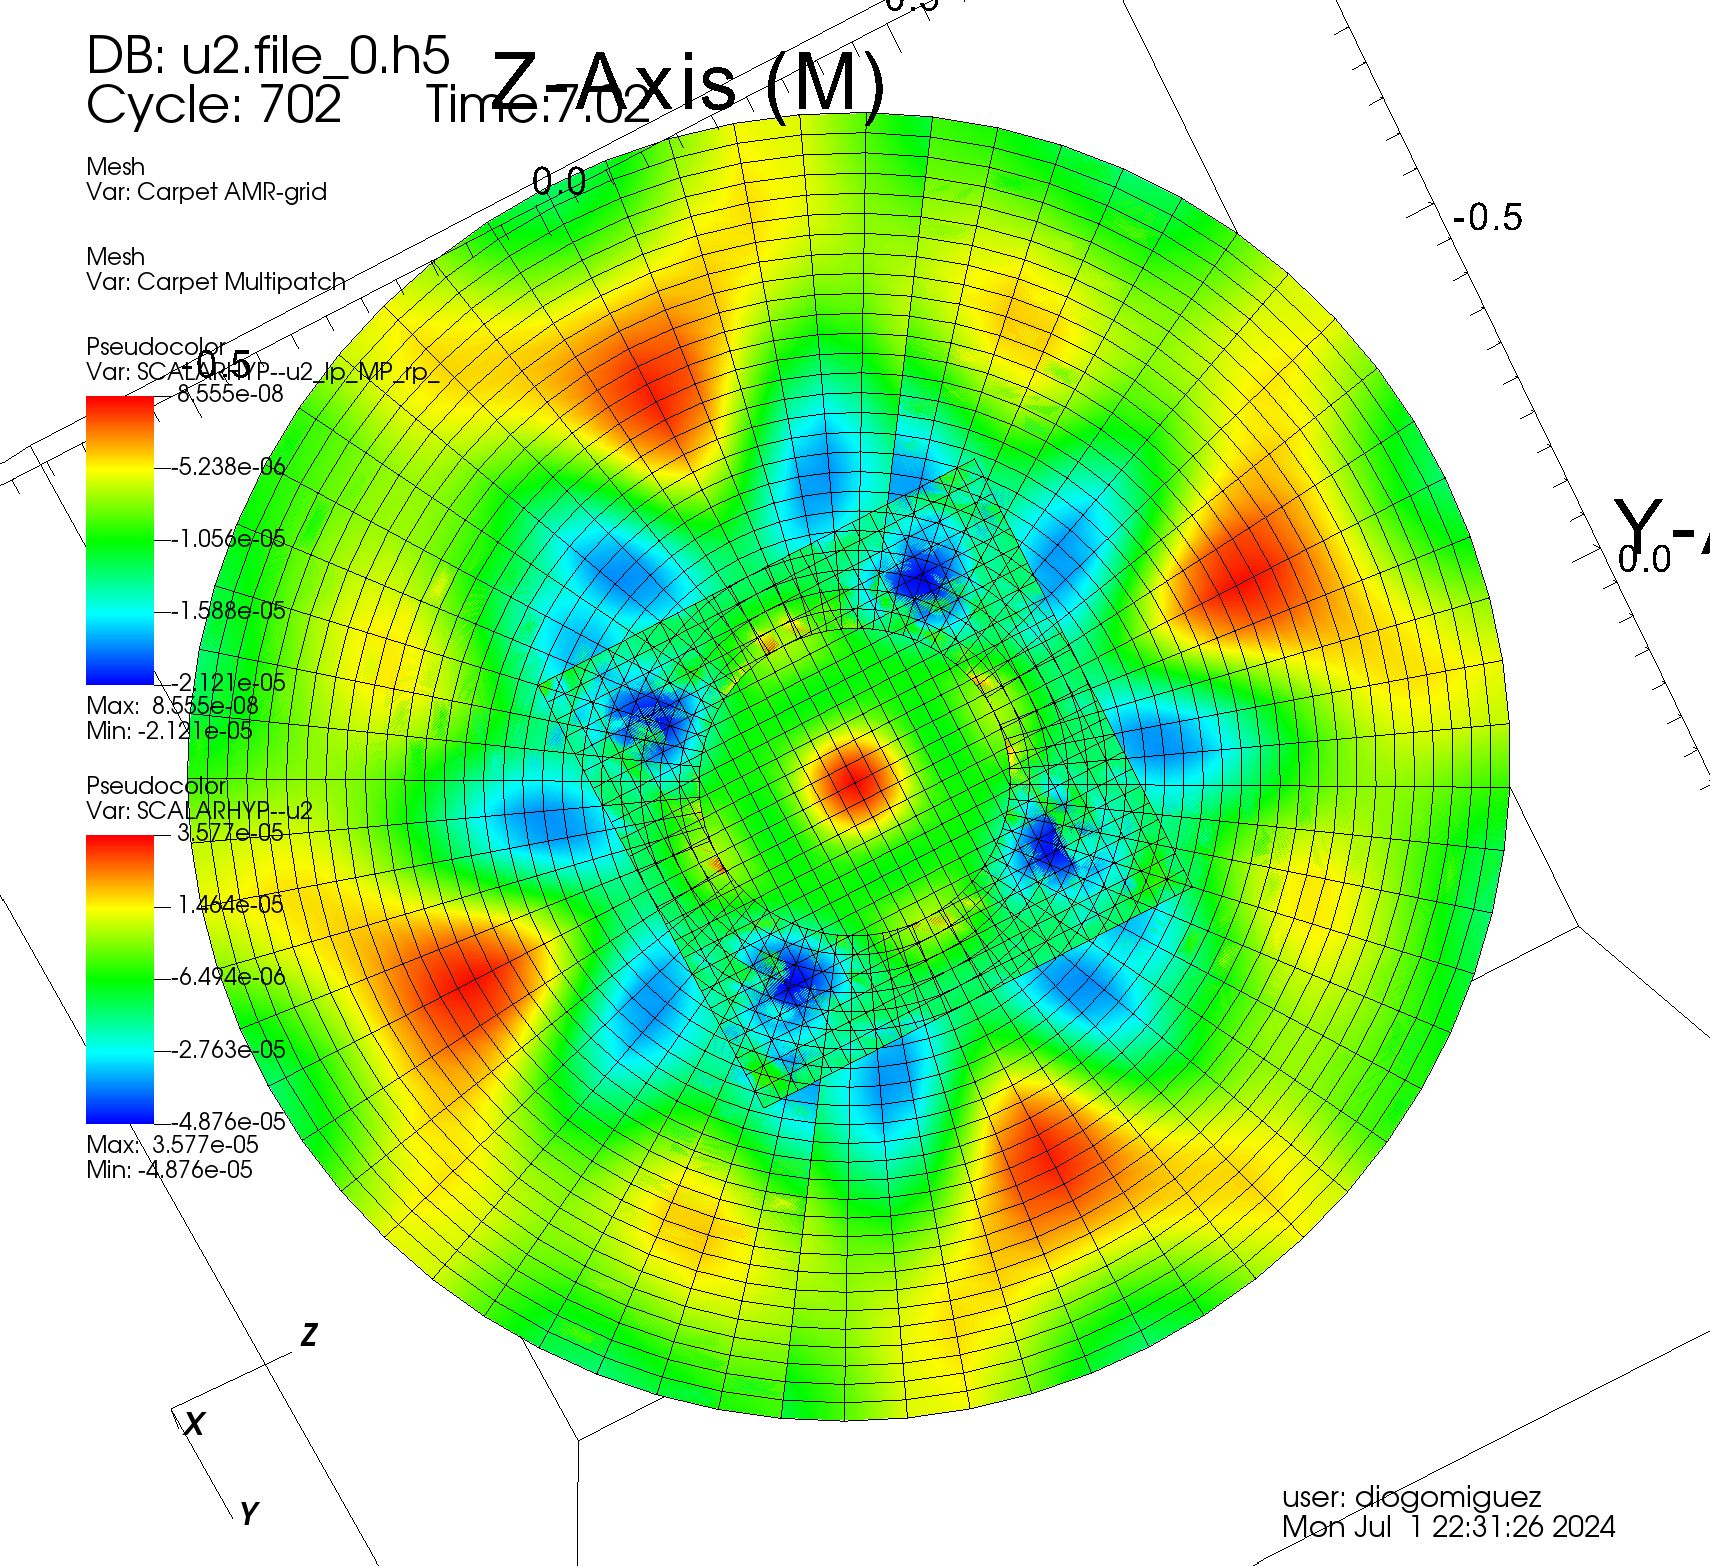 0.5
DB: u2.file_0.h5
Z-Axis (M)
Cycle: 702 Time:7.02
Mesh
Var: Carpet AMR-grid
0.0
-0.5
Mesh
Var: Carpet Multipatch
Pseudocolor
-0.5
Var: SCALARHYP--u2_lp_MP_rp_
8.555e-08
-5.238e-06
-1.056e-05
-1.588e-05
-2.121e-05
Max: 8.555e-08
Min: -2.121e-05
Y-A
0.0
Pseudocolor
Var: SCALARHYP--u2
3.577e-05
1.464e-05
-6.494e-06
-2.763e-05
-4.876e-05
Max: 3.577e-05
Min: -4.876e-05
Z
X
Y
user: diogomiguez
Mon Jul 1 22:31:26 2024